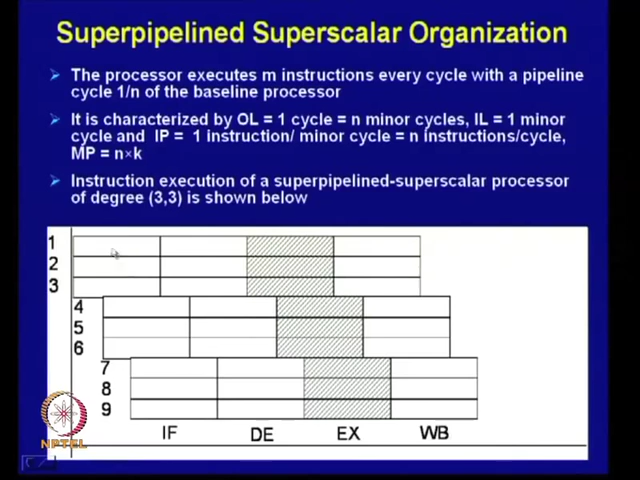 Superpipelined Superscalar Organization
The processor executes m instructions every cycle with a pipeline
cycle 1/n of the baseline processor
It is characterized by OL = 1 cycle = n minor cycles, IL = 1 minor
cycle and IP = 1 instruction/ minor cycle = n instructions/cycle,
MP = n×k
Instruction execution of a superpipelined-superscalar processor
of degree (3,3) is shown below
1
2
3
4
5
6
7
8
9
IF DE EX WB
NPTEL